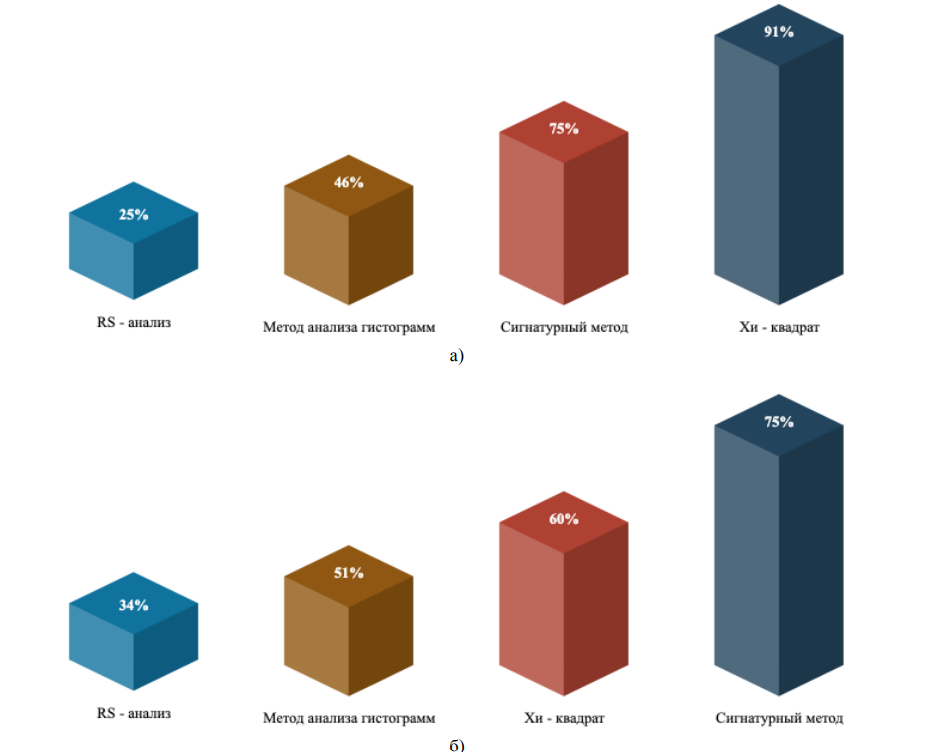 25%
46%
75%
91%
RS - анализ
Метод анализа гистограмм
Сигнатурный метод
Хи - квадрат
а)
34%
51%
60%
75%
RS - анализ
Метод анализа гистограмм
Хи - квадрат
Сигнатурный метод
б)